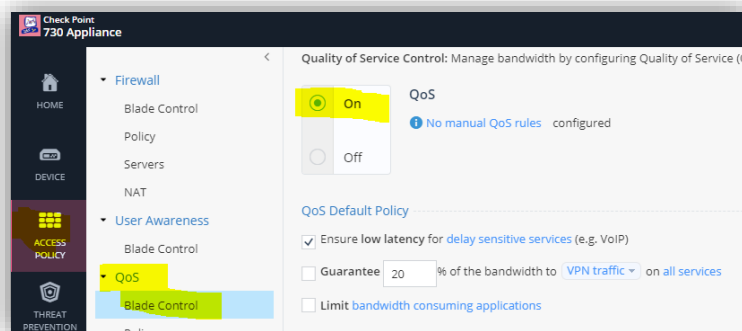 Check Point
730 Appliance
HOME
DEVICE
ACCESS
POLICY
THREAT
PREVENTION
Firewall
Blade Control
Policy
Servers
NAT
User Awareness
Blade Control
QoS
Blade Control
Quality of Service Control: Manage bandwidth by configuring Quality of Service (
On
Off
QoS
No manual QoS rules configured
QoS Default Policy
Ensure low latency for delay sensitive services (e.g. VoIP)
Guarantee 20 % of the bandwidth to VPN traffic on all services
Limit bandwidth consuming applications